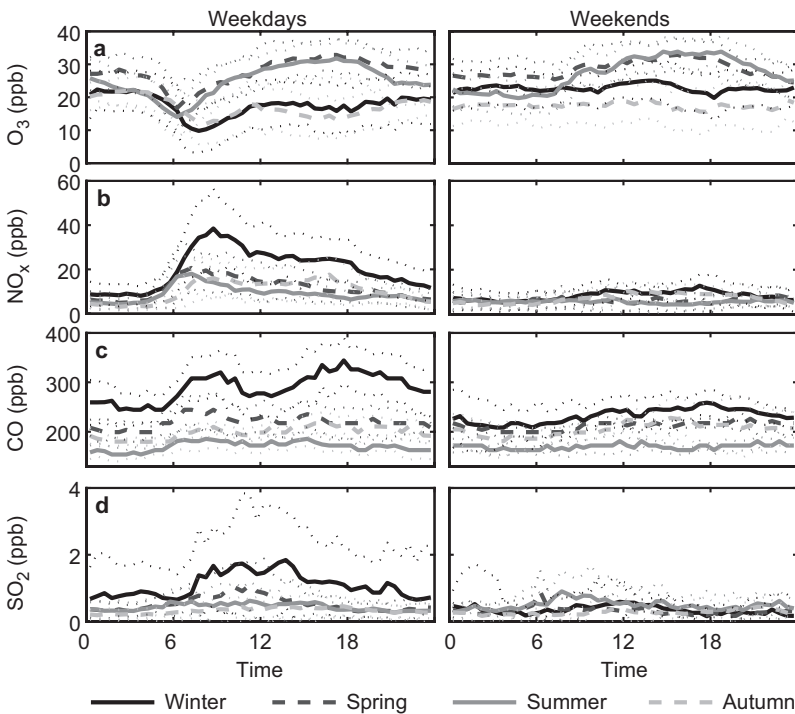 Weekdays Weekends
a
O3 (ppb)
40
30
20
10
0
b
NOx (ppb)
60
40
20
0
c
CO (ppb)
400
300
200
d
SO2 (ppb)
4
2
0
0 6 12 18 0 6 12 18
Time Time
Winter Spring Summer Autumn